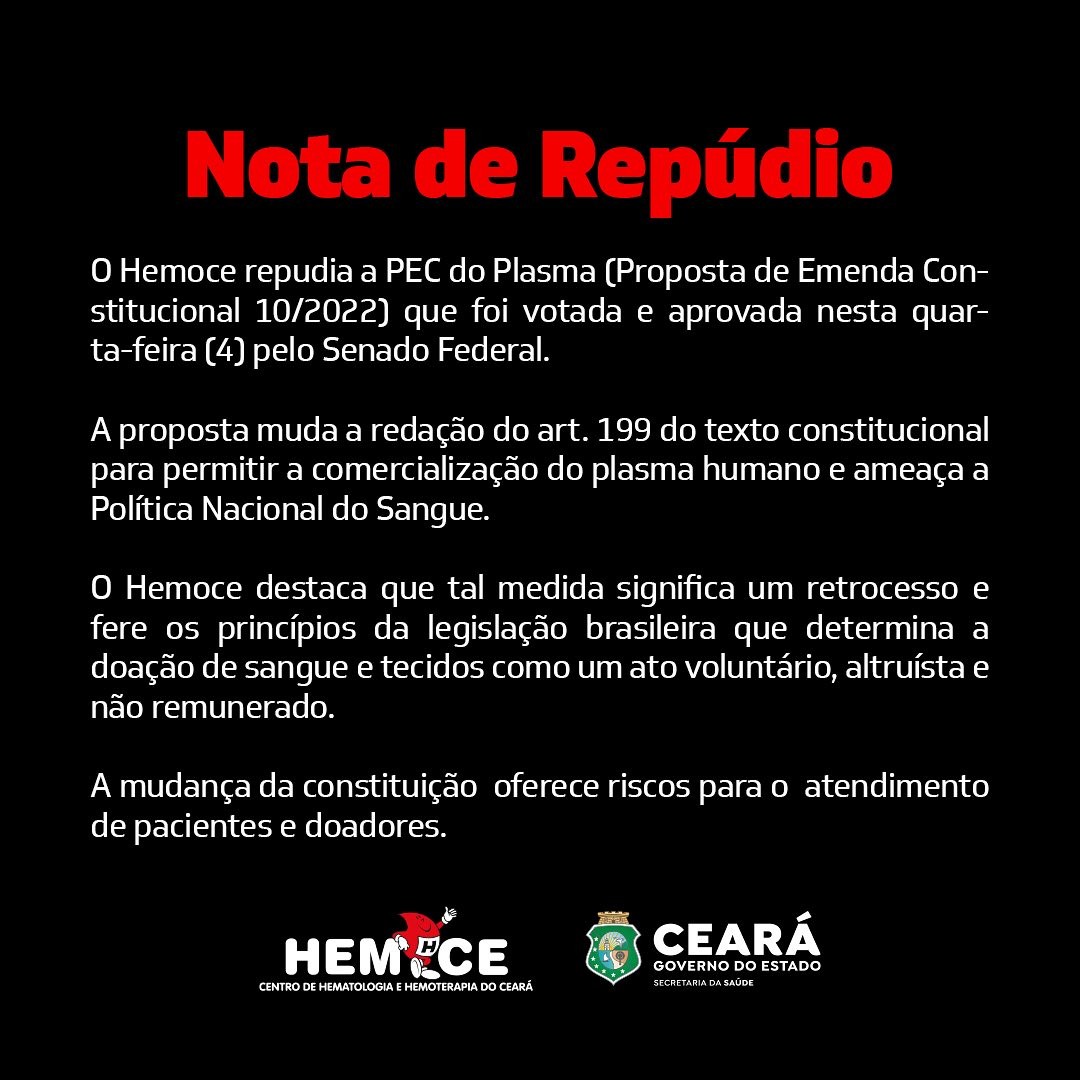 Nota de Repúdio
O Hemoce repudia a PEC do Plasma (Proposta de Emenda Con-
stitucional 10/2022) que foi votada e aprovada nesta quar-
ta-feira (4) pelo Senado Federal.
A proposta muda a redação do art. 199 do texto constitucional
para permitir a comercialização do plasma humano e ameaça a
Política Nacional do Sangue.
O Hemoce destaca que tal medida significa um retrocesso e
fere os princípios da legislação brasileira que determina a
doação de sangue e tecidos como um ato voluntário, altruísta e
não remunerado.
A mudança da constituição oferece riscos para o atendimento
de pacientes e doadores.
HEMOCE
CENTRO DE HEMATOLOGIA E HEMOTERAPIA DO CEARÁ
CEARÁ
GOVERNO DO ESTADO
SECRETARIA DA SAÚDE